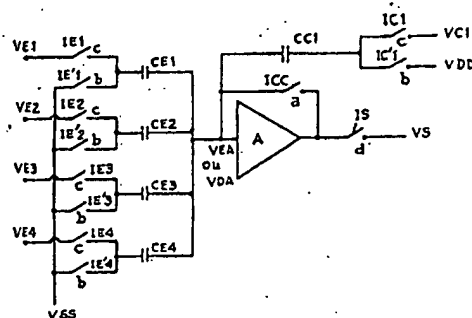 VE1 IE1 c
IE'1 b
CE1
VE2 IE2 c
IE'2 b
CE2
VE3 IE3
c
IE'3
b
CE3
VE4 IE4
c
IE'4
b
CE4
VSS
CC1
IC1
c
VC1
IC'1
b
VDD
ICC
a
VEA
ou
VDA
A
IS
d
VS